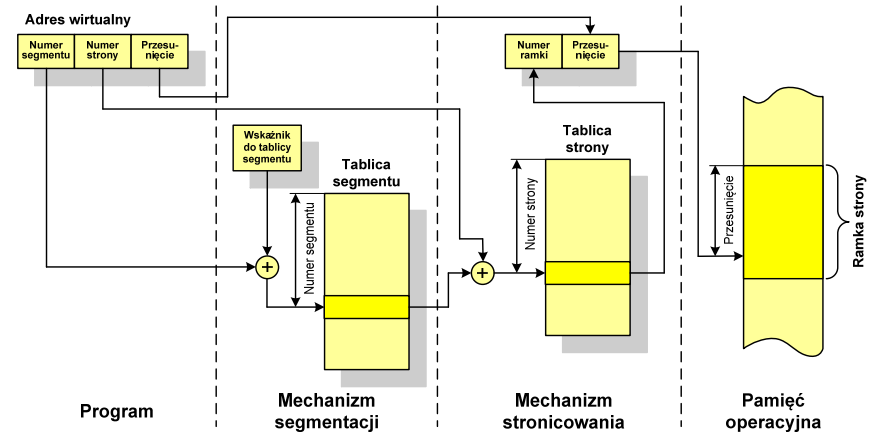 Adres wirtualny
Numer
segmentu
Numer
strony
Przesu-
nięcie
Numer
ramki
Przesu-
nięcie
Wskaźnik
do tablicy
segmentu
Tablica
segmentu
Numer segmentu
+
Tablica
strony
Numer strony
+
Przesunięcie
Ramka strony
Program
Mechanizm
segmentacji
Mechanizm
stronicowania
Pamięć
operacyjna